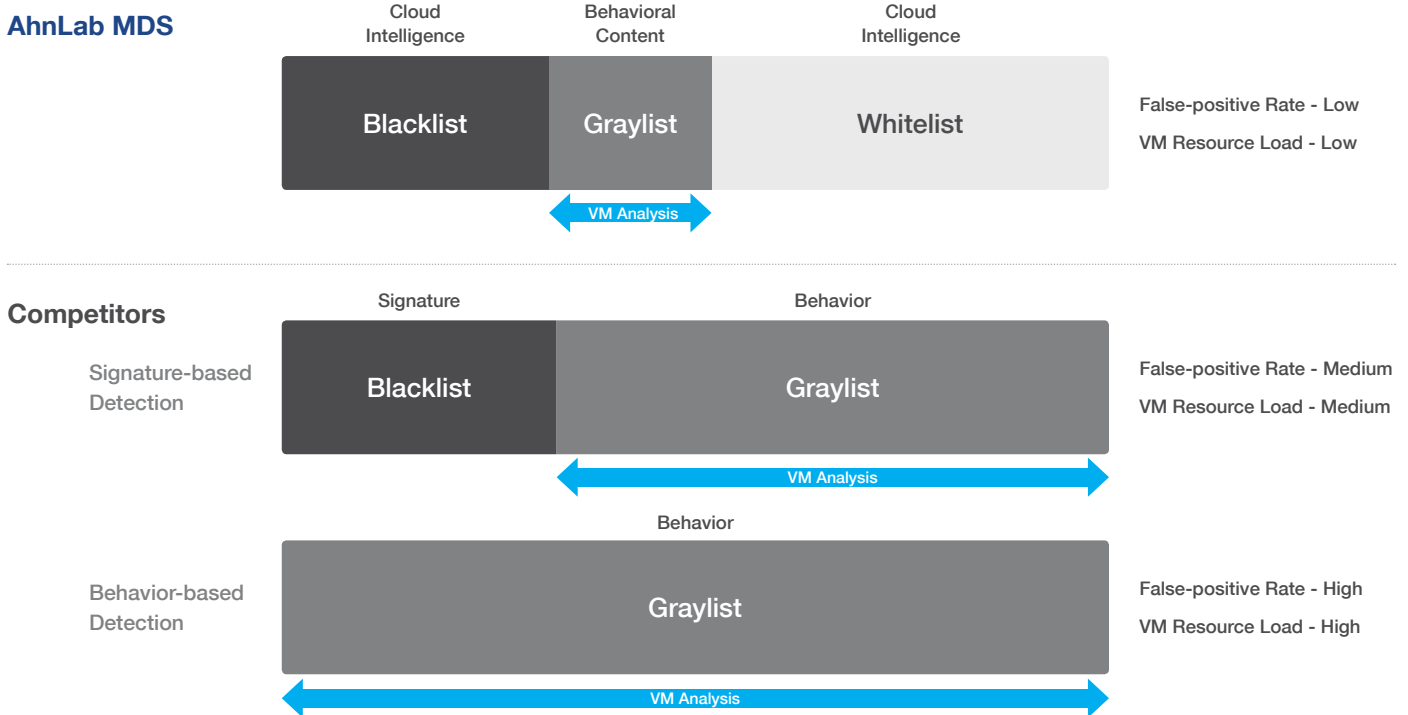 AhnLab MDS
Cloud
Intelligence
Behavioral
Content
Cloud
Intelligence
Blacklist
Graylist
Whitelist
False-positive Rate - Low
VM Resource Load - Low
VM Analysis
Competitors
Signature
Behavior
Signature-based
Detection
Blacklist
Graylist
False-positive Rate - Medium
VM Resource Load - Medium
VM Analysis
Behavior
Behavior-based
Detection
Graylist
False-positive Rate - High
VM Resource Load - High
VM Analysis